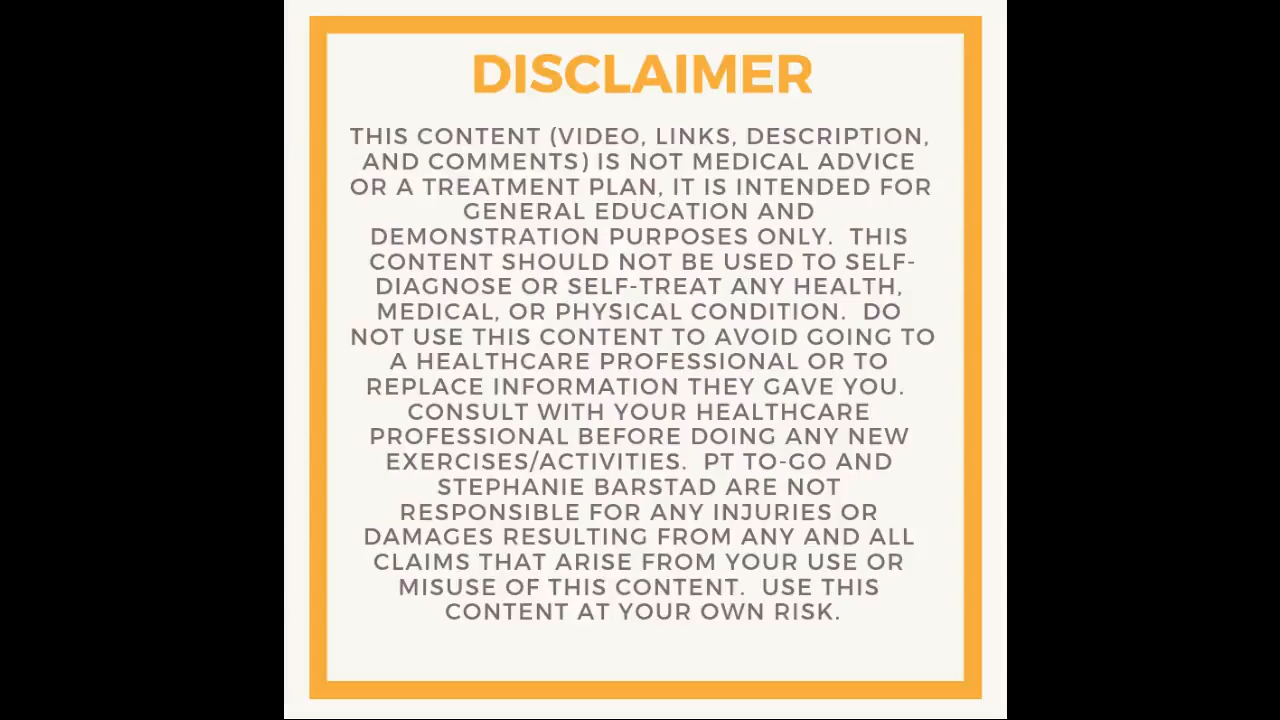 DISCLAIMER
THIS CONTENT (VIDEO, LINKS, DESCRIPTION,
AND COMMENTS) IS NOT MEDICAL ADVICE
OR A TREATMENT PLAN, IT IS INTENDED FOR
GENERAL EDUCATION AND
DEMONSTRATION PURPOSES ONLY.  THIS
CONTENT SHOULD NOT BE USED TO SELF-
DIAGNOSE OR SELF-TREAT ANY HEALTH,
MEDICAL, OR PHYSICAL CONDITION.  DO
NOT USE THIS CONTENT TO AVOID GOING TO
A HEALTHCARE PROFESSIONAL OR TO
REPLACE INFORMATION THEY GAVE YOU.
CONSULT WITH YOUR HEALTHCARE
PROFESSIONAL BEFORE DOING ANY NEW
EXERCISES/ACTIVITIES.  PT TO-GO AND
STEPHANIE BARSTAD ARE NOT
RESPONSIBLE FOR ANY INJURIES OR
DAMAGES RESULTING FROM ANY AND ALL
CLAIMS THAT ARISE FROM YOUR USE OR
MISUSE OF THIS CONTENT.  USE THIS
CONTENT AT YOUR OWN RISK.